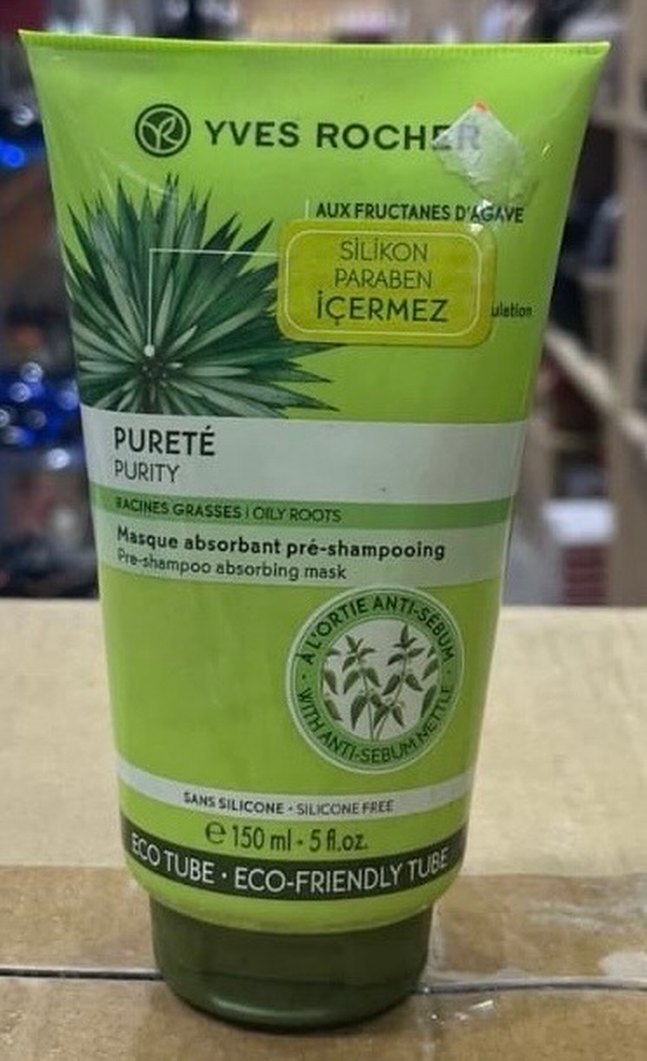 YVES ROCHER
AUX FRUCTANES D'AGAVE
SİLİKON
PARABEN
İÇERMEZ
PURETÉ
PURITY
RACINES GRASSES | OILY ROOTS
Masque absorbant pré-shampooing
Pre-shampoo absorbing mask
À L'ORTIE ANTI-SÉBUM
WITH ANTI-SEBUM NETTLE
SANS SILICONE • SILICONE FREE
℮ 150 ml - 5 fl.oz.
ECO TUBE • ECO-FRIENDLY TUBE